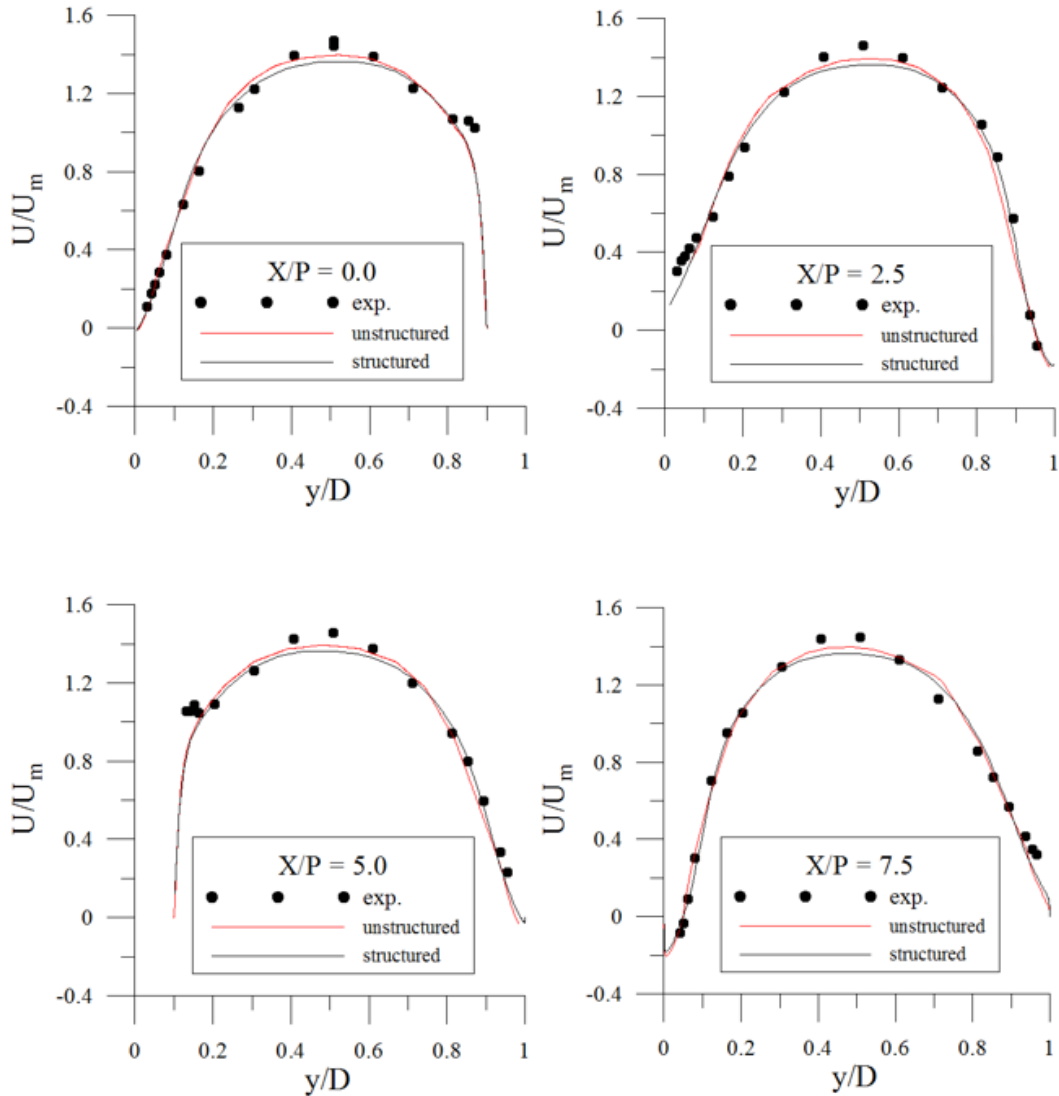 1.6
1.2
0.8
0.4
0
-0.4
U/U_m
X/P = 0.0
exp.
unstructured
structured
0 0.2 0.4 0.6 0.8 1
y/D
1.6
1.2
0.8
0.4
0
-0.4
U/U_m
X/P = 2.5
exp.
unstructured
structured
0 0.2 0.4 0.6 0.8 1
y/D
1.6
1.2
0.8
0.4
0
-0.4
U/U_m
X/P = 5.0
exp.
unstructured
structured
0 0.2 0.4 0.6 0.8 1
y/D
1.6
1.2
0.8
0.4
0
-0.4
U/U_m
X/P = 7.5
exp.
unstructured
structured
0 0.2 0.4 0.6 0.8 1
y/D